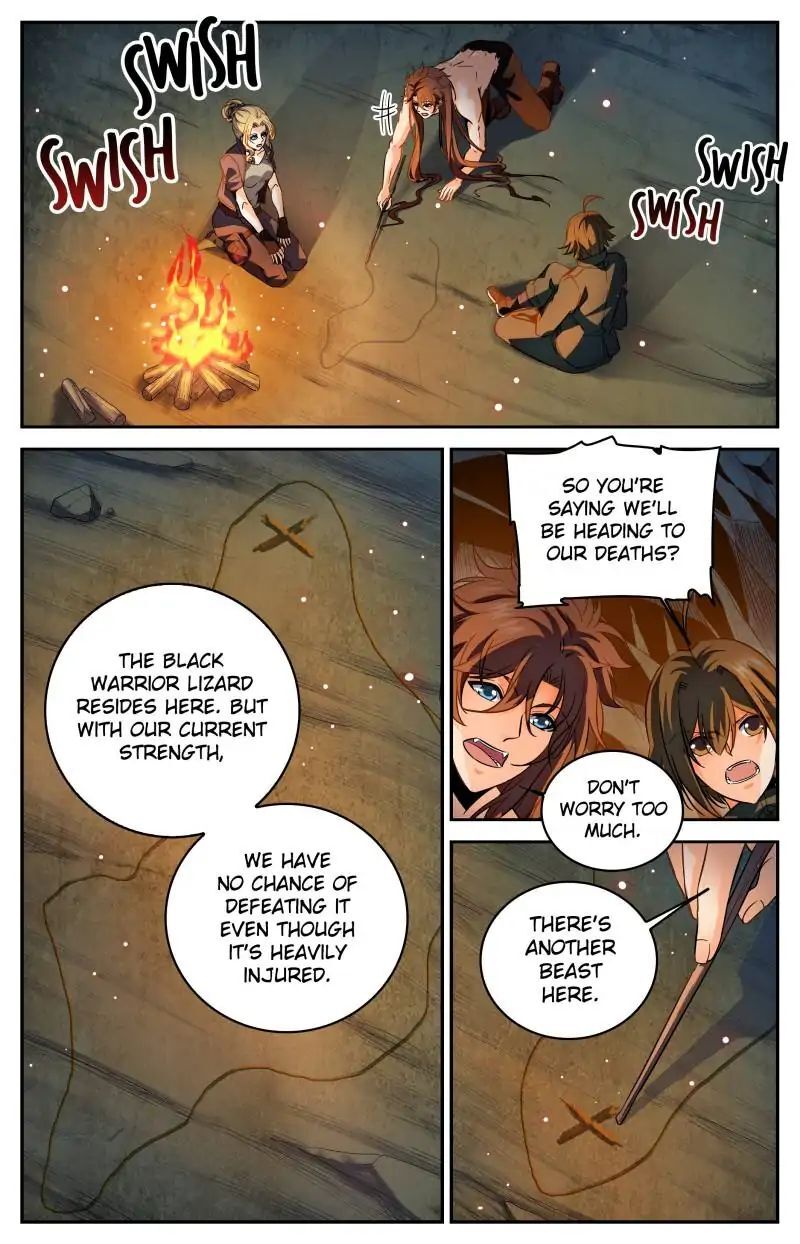 SWISH
SWISH
SWISH
SWISH
THE BLACK
WARRIOR LIZARD
RESIDES HERE. BUT
WITH OUR CURRENT
STRENGTH,
WE HAVE
NO CHANCE OF
DEFEATING IT
EVEN THOUGH
IT'S HEAVILY
INJURED.
SO YOU'RE
SAYING WE'LL
BE HEADING TO
OUR DEATHS?
DON'T
WORRY TOO
MUCH.
THERE'S
ANOTHER
BEAST
HERE.